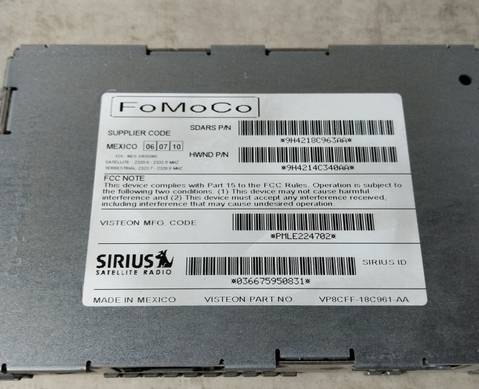 FoMoCo
SUPPLIER CODE
SDARS P/N
*9H4218C963AA*
MEXICO 06 07 10
HWND P/N
*9H4214C340AA*
FCC NOTE
This device complies with Part 15 to the FCC Rules. Operation is subject to the following two conditions. (1) This device may not cause harmful interference and (2) This device must accept any interference received, including interference that may cause undesired operation.
VISTEON MFG. CODE
*PMLE224702*
SIRIUS
SATELLITE RADIO
SIRIUS ID
*036675950831*
MADE IN MEXICO VISTEON PART NO VP8CFF-18C961-AA